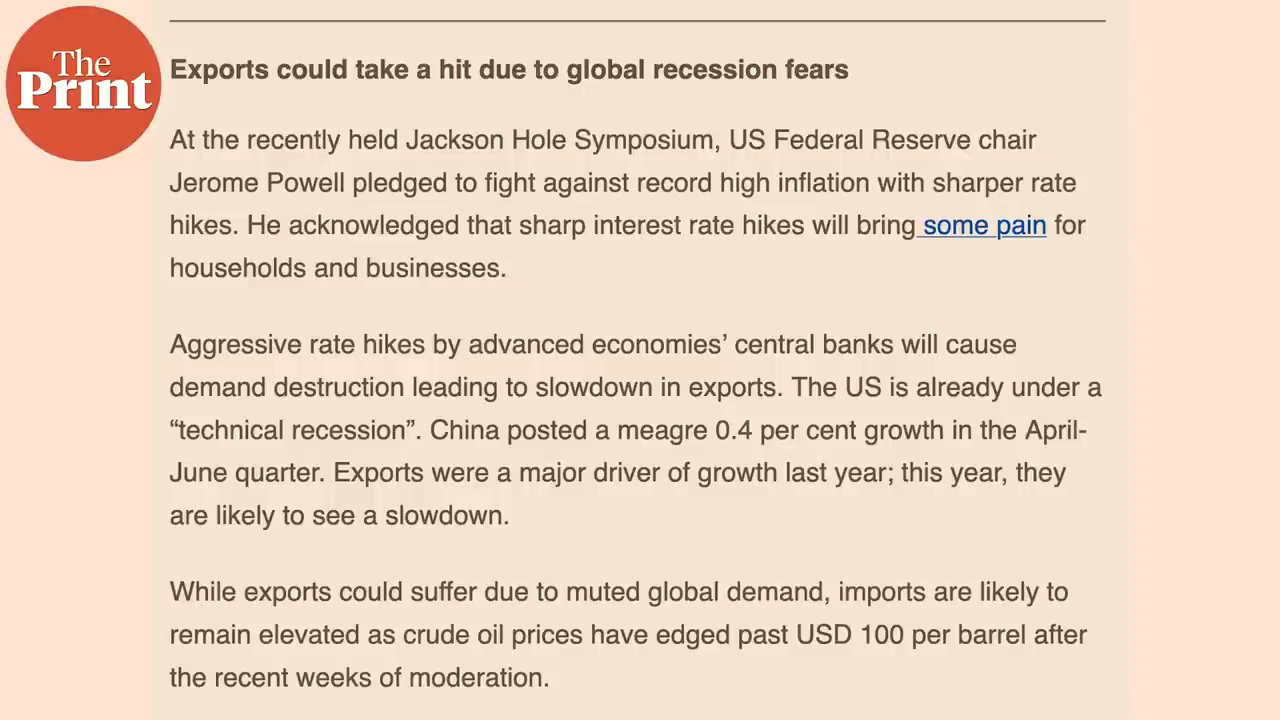 The
Print
Exports could take a hit due to global recession fears
At the recently held Jackson Hole Symposium, US Federal Reserve chair
Jerome Powell pledged to fight against record high inflation with sharper rate
hikes. He acknowledged that sharp interest rate hikes will bring some pain for
households and businesses.
Aggressive rate hikes by advanced economies’ central banks will cause
demand destruction leading to slowdown in exports. The US is already under a
“technical recession”. China posted a meagre 0.4 per cent growth in the April-
June quarter. Exports were a major driver of growth last year; this year, they
are likely to see a slowdown.
While exports could suffer due to muted global demand, imports are likely to
remain elevated as crude oil prices have edged past USD 100 per barrel after
the recent weeks of moderation.